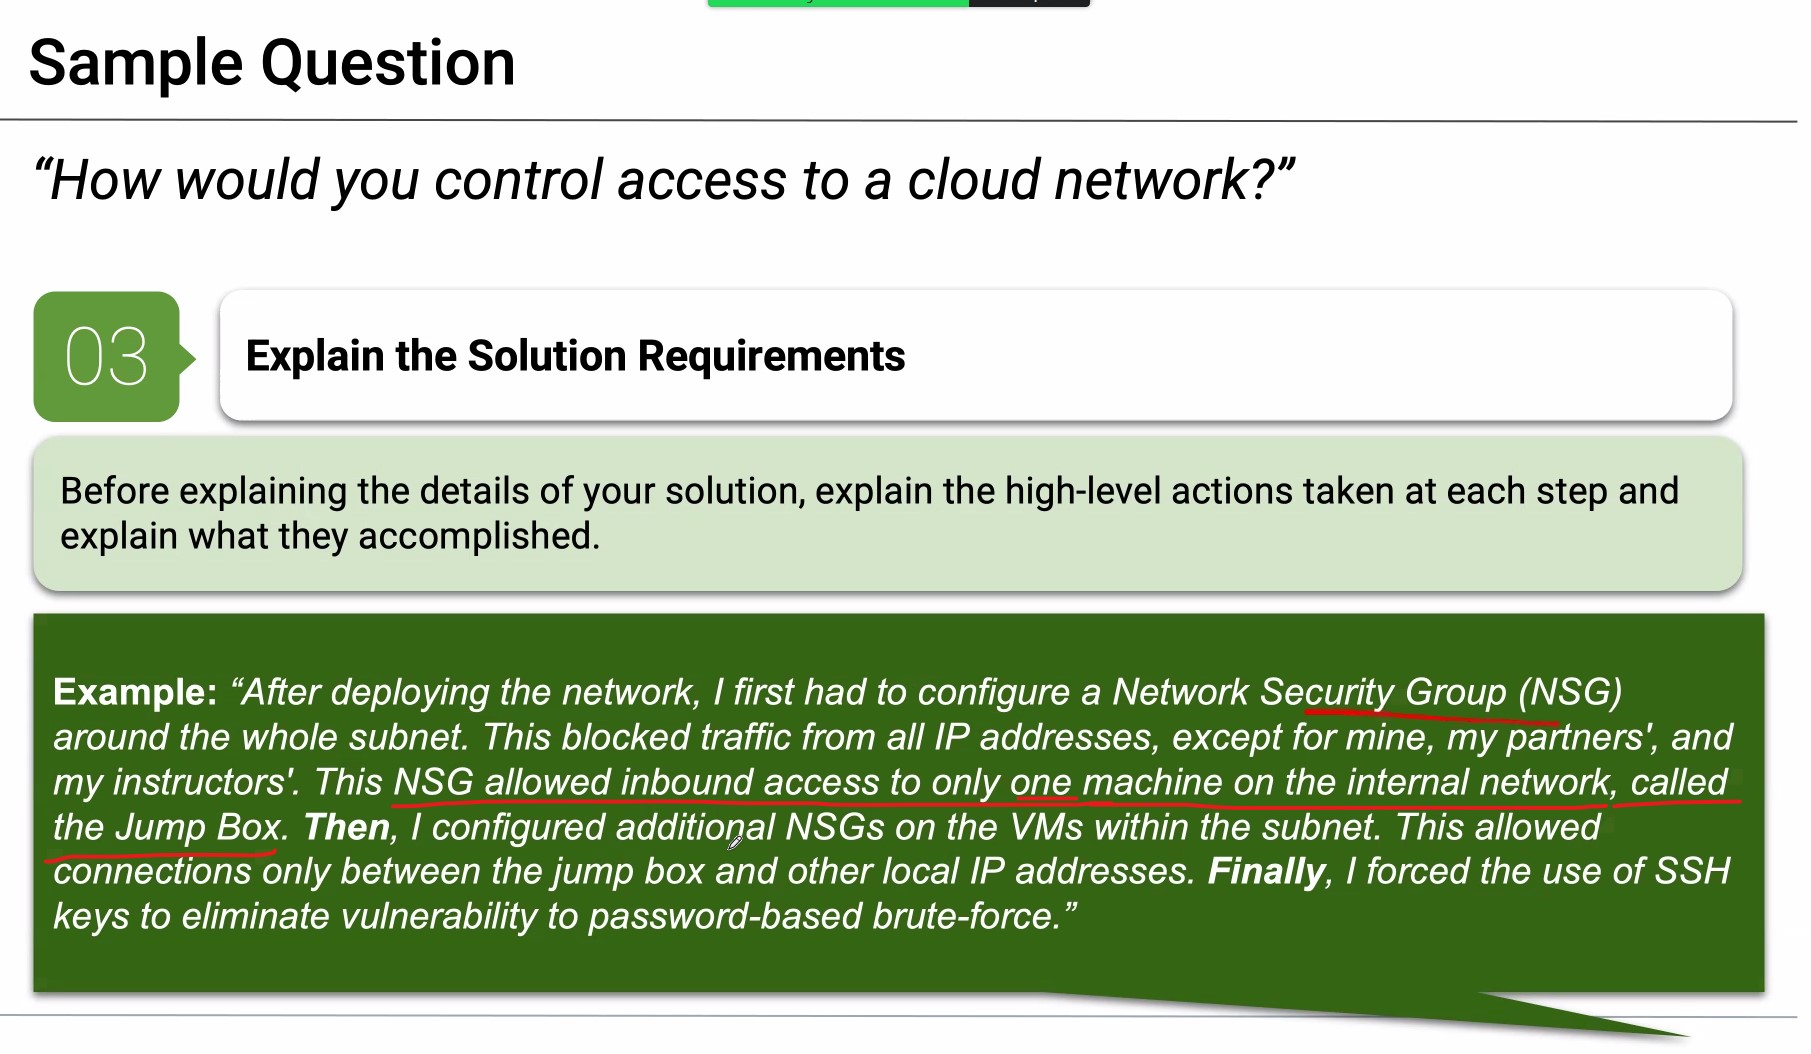 Sample Question
“How would you control access to a cloud network?”
03
Explain the Solution Requirements
Before explaining the details of your solution, explain the high-level actions taken at each step and
explain what they accomplished.
Example: “After deploying the network, I first had to configure a Network Security Group (NSG)
around the whole subnet. This blocked traffic from all IP addresses, except for mine, my partners', and
my instructors'. This NSG allowed inbound access to only one machine on the internal network, called
the Jump Box. Then, I configured additional NSGs on the VMs within the subnet. This allowed
connections only between the jump box and other local IP addresses. Finally, I forced the use of SSH
keys to eliminate vulnerability to password-based brute-force.”